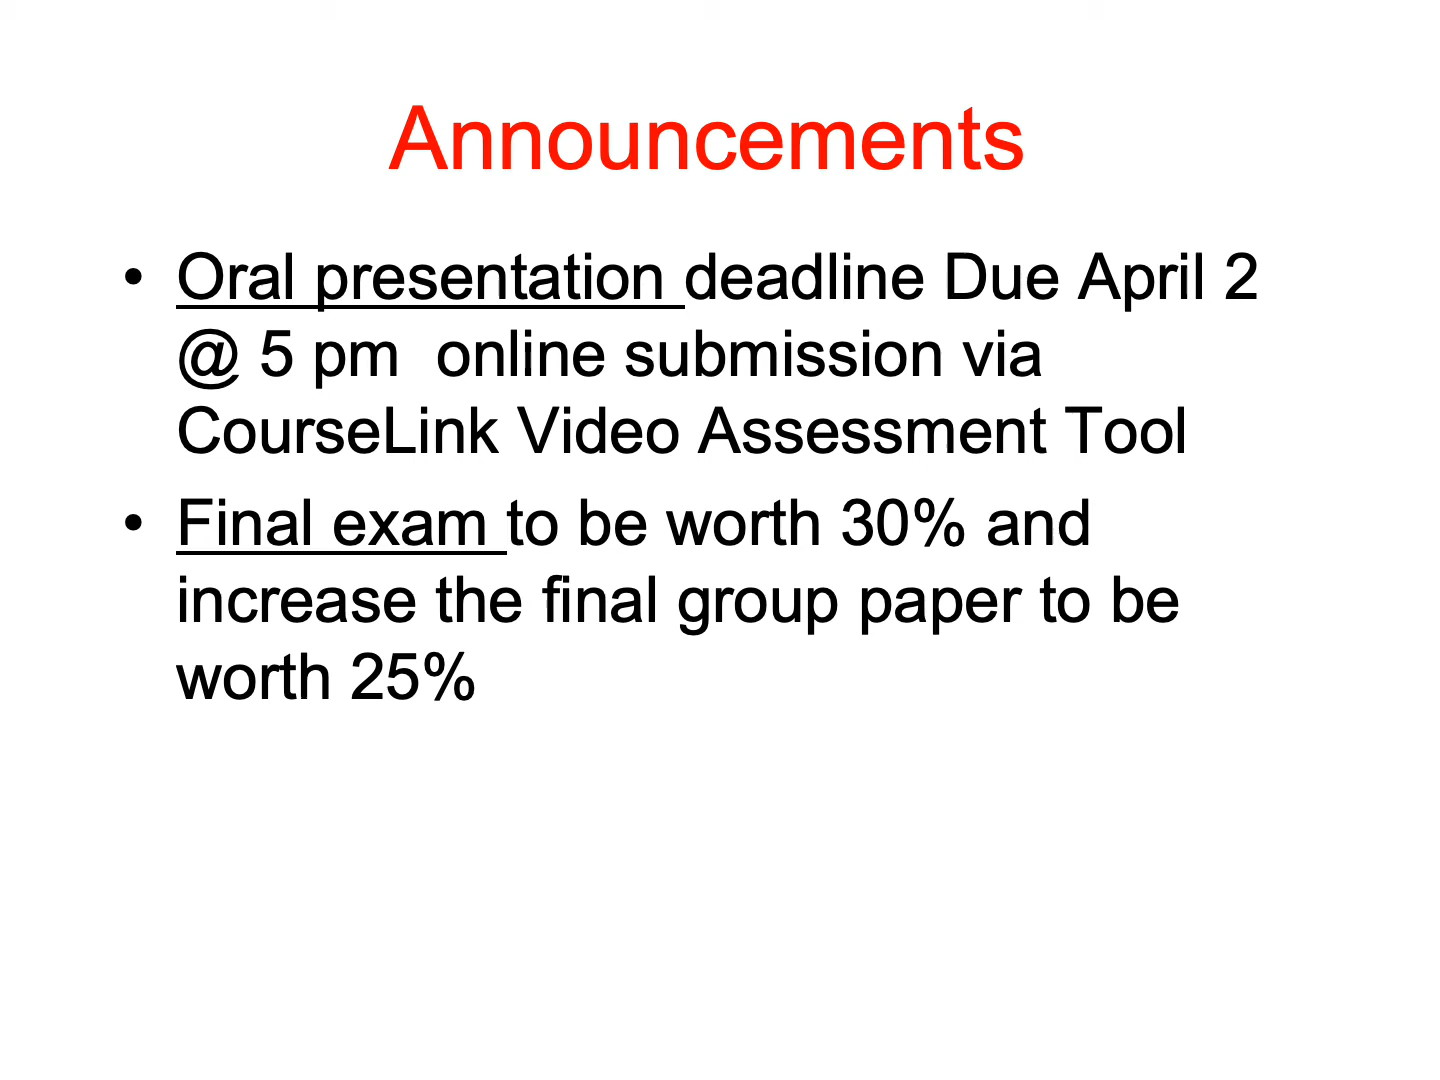 Announcements
• Oral presentation deadline Due April 2
@ 5 pm  online submission via
CourseLink Video Assessment Tool
• Final exam to be worth 30% and
increase the final group paper to be
worth 25%